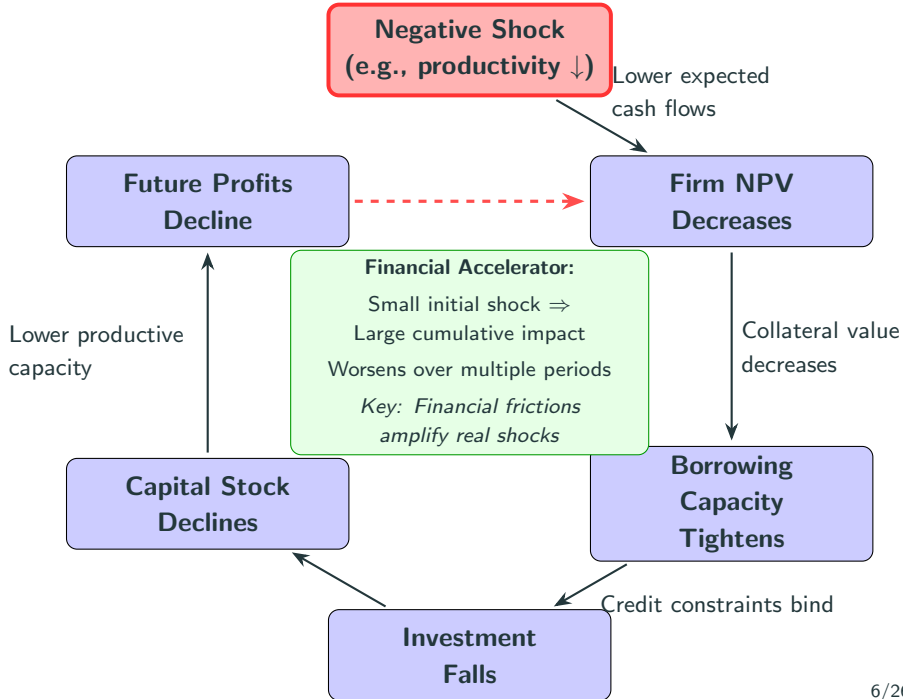 Negative Shock
(e.g., productivity ↓)
Lower expected
cash flows
Future Profits
Decline
Firm NPV
Decreases
Financial Accelerator:
Small initial shock ⇒
Large cumulative impact
Worsens over multiple periods
Key: Financial frictions
amplify real shocks
Lower productive
capacity
Collateral value
decreases
Capital Stock
Declines
Borrowing
Capacity
Tightens
Credit constraints bind
Investment
Falls